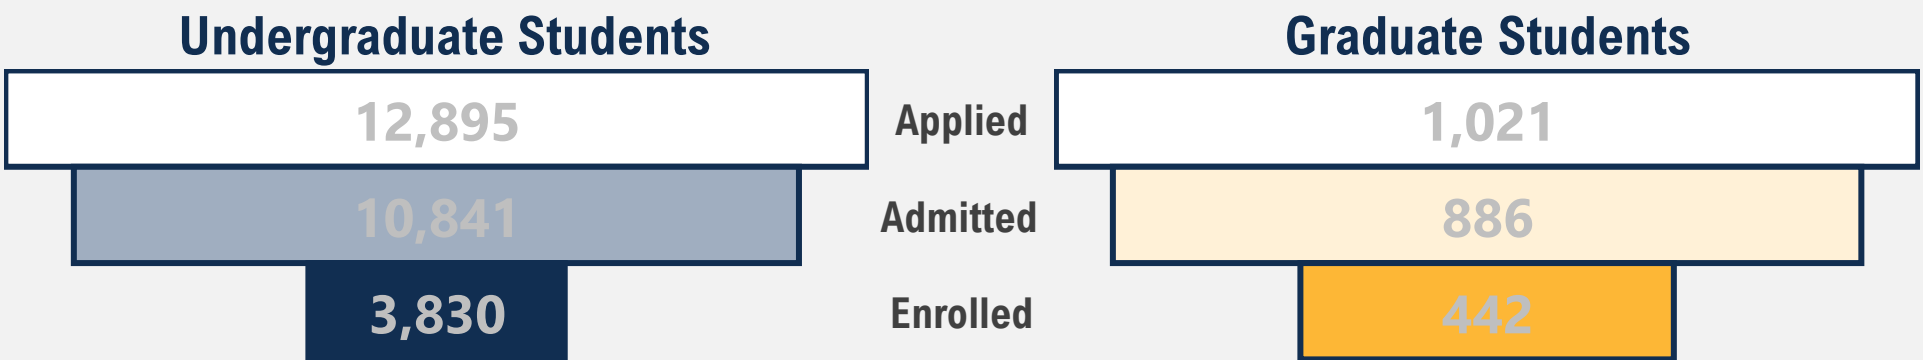 Undergraduate Students Graduate Students
12,895 Applied 1,021
10,841 Admitted 886
3,830 Enrolled 442